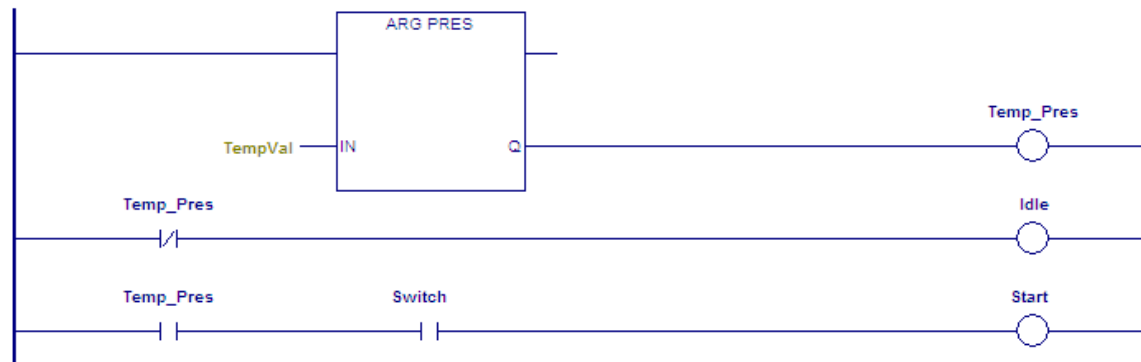 ARG PRES
Temp_Pres
TempVal IN Q
Temp_Pres Idle
Temp_Pres Switch Start